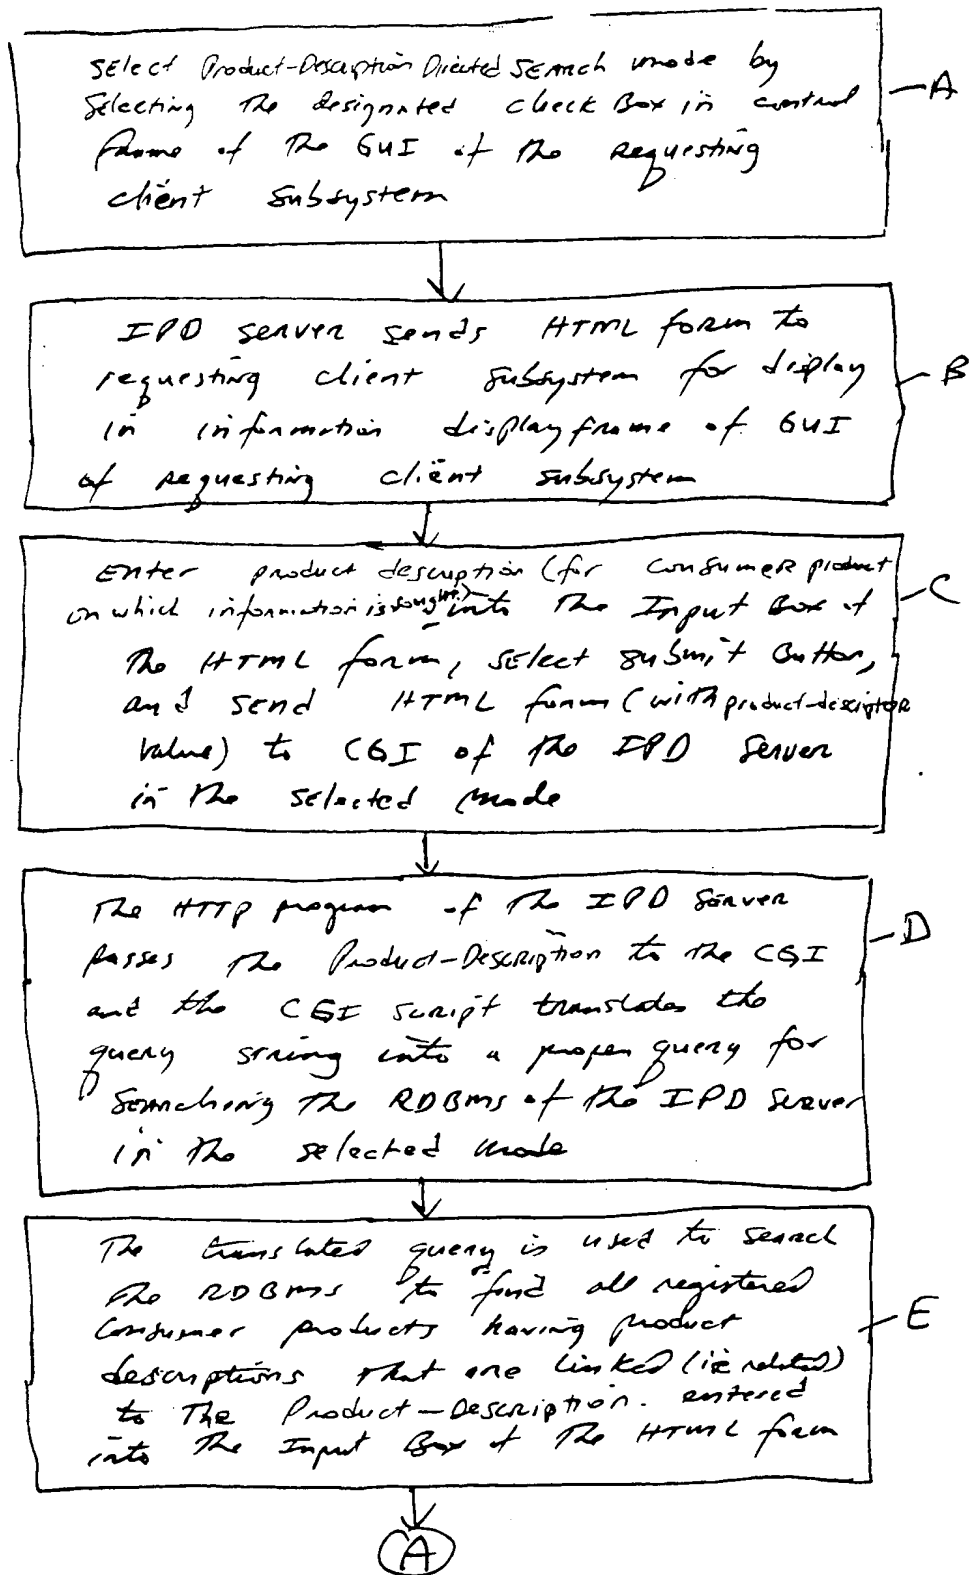 Select Product-Description Directed Search mode by
selecting the designated check Box in control
frame of the GUI of the requesting
client subsystem
A
IPD server sends HTML form to
requesting client subsystem for display
in information display frame of GUI
of requesting client subsystem
B
Enter product description (for consumer product
on which information is sought) into the Input Box of
the HTML form, select submit Button,
and send HTML form (with product-descriptor
value) to CGI of the IPD Server
in the selected mode
C
The HTTP program of the IPD Server
passes the Product-Description to the CGI
and the CGI script translates the
query string into a proper query for
searching the RDBMS of the IPD Server
in the selected mode
D
The translated query is used to search
the RDBMS to find all registered
consumer products having product
descriptions that are linked (ie related)
to The Product-Description. entered
into the Input Box of the HTML form
E
A